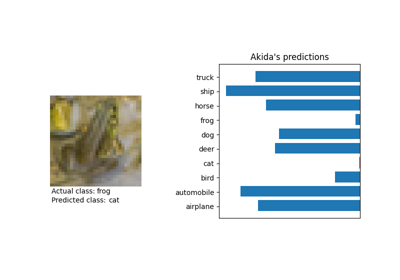 Akida's predictions
truck
ship
horse
frog
dog
deer
cat
bird
automobile
airplane
Actual class: frog
Predicted class: cat